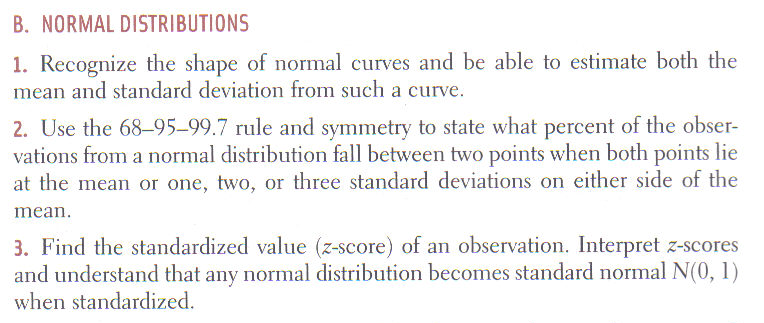 B. NORMAL DISTRIBUTIONS
1. Recognize the shape of normal curves and be able to estimate both the
mean and standard deviation from such a curve.
2. Use the 68–95–99.7 rule and symmetry to state what percent of the obser-
vations from a normal distribution fall between two points when both points lie
at the mean or one, two, or three standard deviations on either side of the
mean.
3. Find the standardized value (z-score) of an observation. Interpret z-scores
and understand that any normal distribution becomes standard normal N(0, 1)
when standardized.